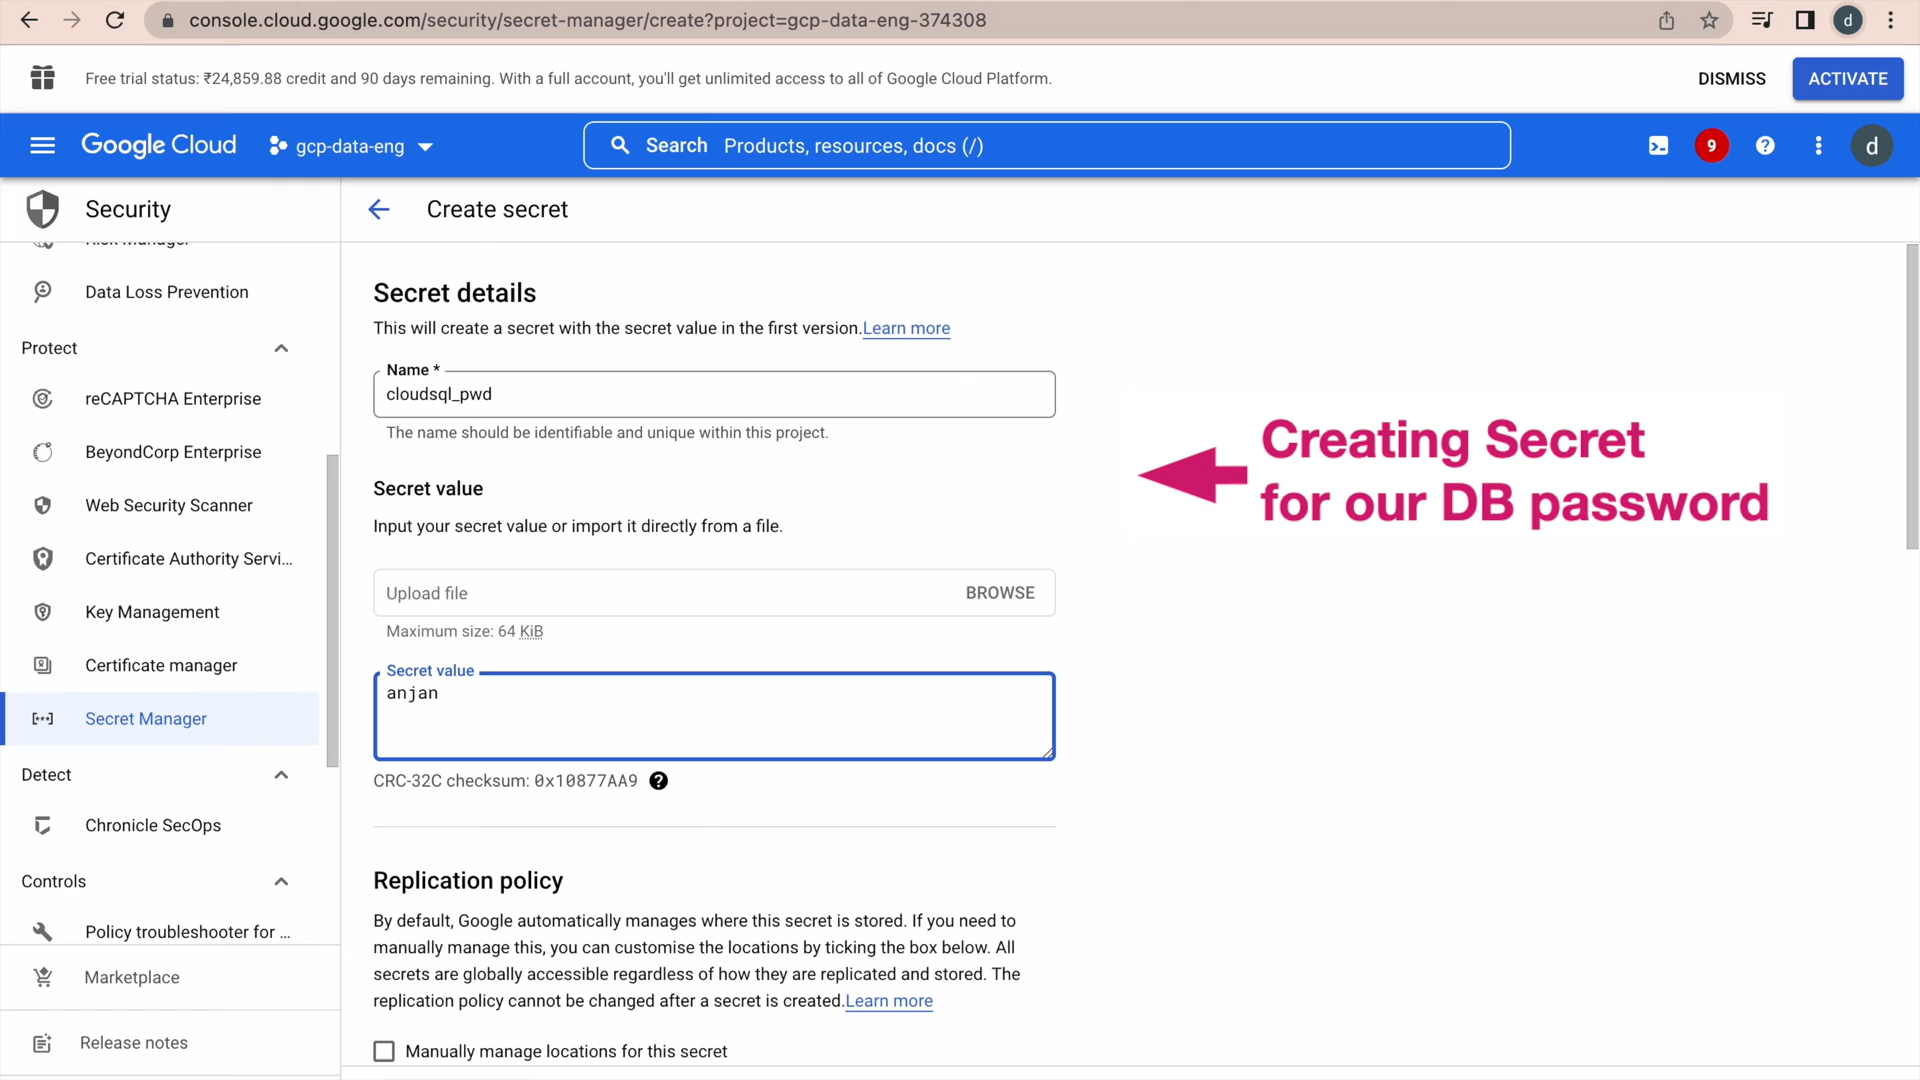 console.cloud.google.com/security/secret-manager/create?project=gcp-data-eng-374308
d
Free trial status: ₹24,859.88 credit and 90 days remaining. With a full account, you'll get unlimited access to all of Google Cloud Platform.
DISMISS
ACTIVATE
Google Cloud
gcp-data-eng
Search Products, resources, docs (/)
9
d
Security
Create secret
Risk Manager
Data Loss Prevention
Protect
reCAPTCHA Enterprise
BeyondCorp Enterprise
Web Security Scanner
Certificate Authority Servi...
Key Management
Certificate manager
Secret Manager
Detect
Chronicle SecOps
Controls
Policy troubleshooter for ...
Marketplace
Release notes
Secret details
This will create a secret with the secret value in the first version. Learn more
Name *
cloudsql_pwd
The name should be identifiable and unique within this project.
Secret value
Input your secret value or import it directly from a file.
Upload file
BROWSE
Maximum size: 64 KiB
Secret value
anjan
CRC-32C checksum: 0x10877AA9
Replication policy
By default, Google automatically manages where this secret is stored. If you need to
manually manage this, you can customise the locations by ticking the box below. All
secrets are globally accessible regardless of how they are replicated and stored. The
replication policy cannot be changed after a secret is created. Learn more
Manually manage locations for this secret
Creating Secret
for our DB password